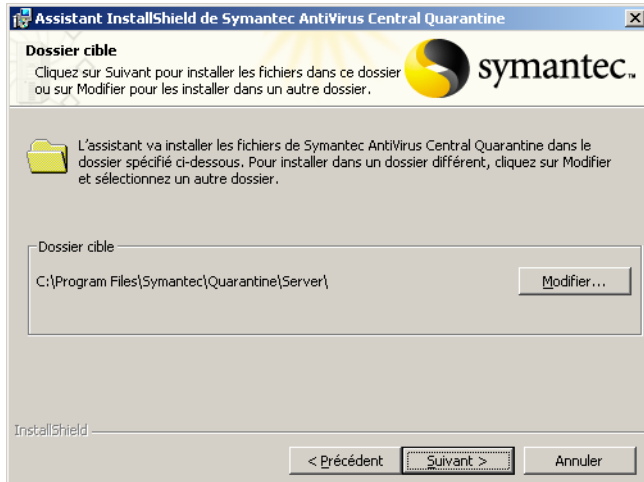 Assistant InstallShield de Symantec AntiVirus Central Quarantine
Dossier cible
Cliquez sur Suivant pour installer les fichiers dans ce dossier
ou sur Modifier pour les installer dans un autre dossier.
symantec™
L'assistant va installer les fichiers de Symantec AntiVirus Central Quarantine dans le
dossier spécifié ci-dessous. Pour installer dans un dossier différent, cliquez sur Modifier
et sélectionnez un autre dossier.
Dossier cible
C:\Program Files\Symantec\Quarantine\Server\
Modifier...
InstallShield
< Précédent
Suivant >
Annuler